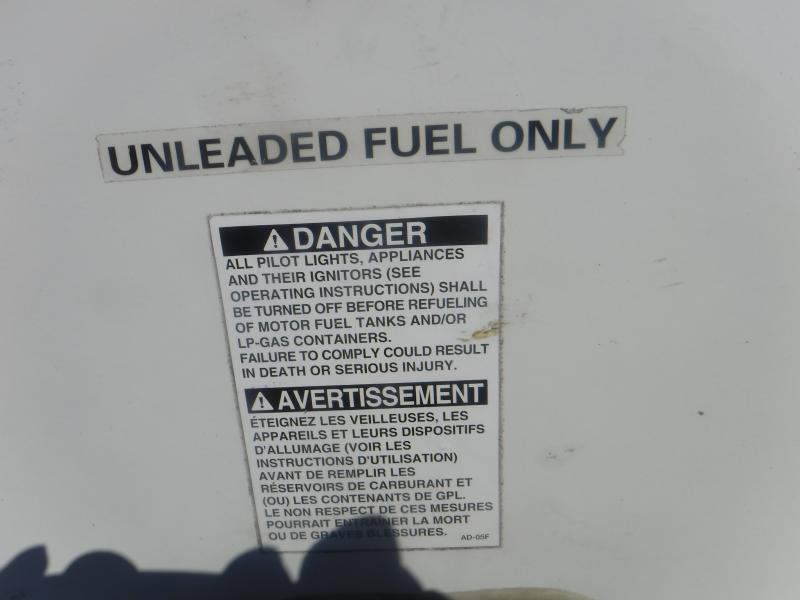 UNLEADED FUEL ONLY
⚠ DANGER
ALL PILOT LIGHTS, APPLIANCES
AND THEIR IGNITORS (SEE
OPERATING INSTRUCTIONS) SHALL
BE TURNED OFF BEFORE REFUELING
OF MOTOR FUEL TANKS AND/OR
LP-GAS CONTAINERS.
FAILURE TO COMPLY COULD RESULT
IN DEATH OR SERIOUS INJURY.
⚠ AVERTISSEMENT
ÉTEIGNEZ LES VEILLEUSES, LES
APPAREILS ET LEURS DISPOSITIFS
D'ALLUMAGE (VOIR LES
INSTRUCTIONS D'UTILISATION)
AVANT DE REMPLIR LES
RÉSERVOIRS DE CARBURANT ET
(OU) LES CONTENANTS DE GPL.
LE NON RESPECT DE CES MESURES
POURRAIT ENTRAÎNER LA MORT
OU DE GRAVES BLESSURES. AD-05F